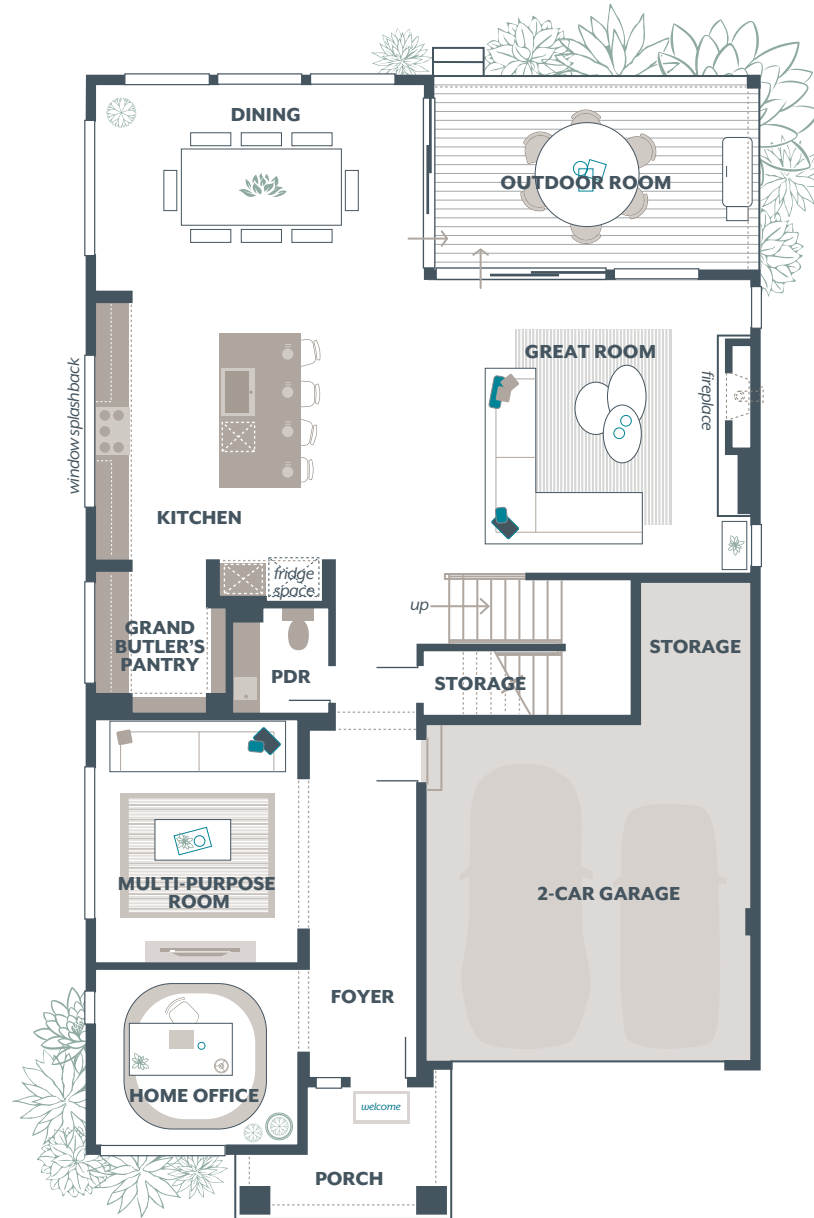 DINING
OUTDOOR ROOM
GREAT ROOM
fireplace
window splashback
KITCHEN
fridge
space
up
GRAND
BUTLER'S
PANTRY
PDR
STORAGE
STORAGE
MULTI-PURPOSE
ROOM
2-CAR GARAGE
FOYER
HOME OFFICE
welcome
PORCH